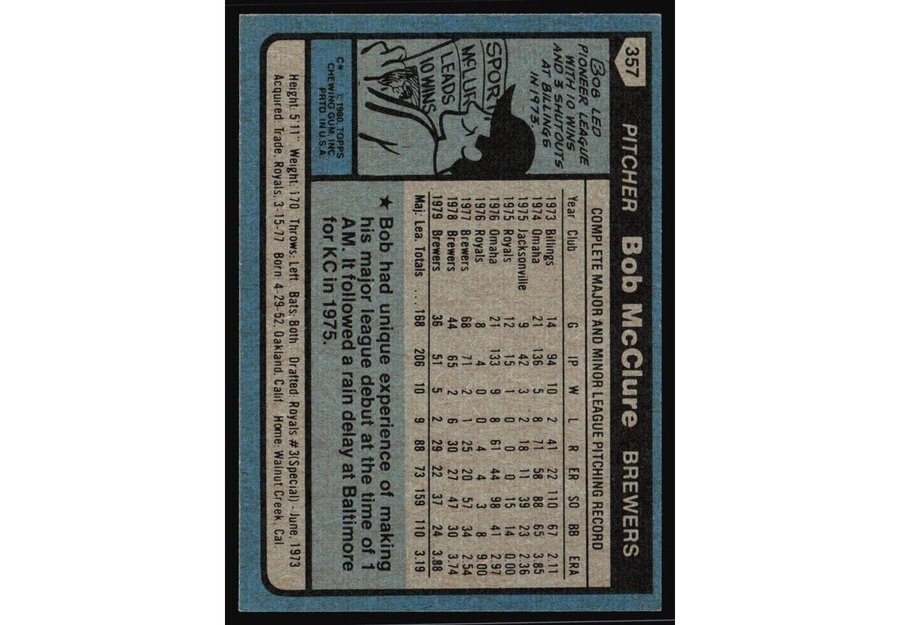 357 PITCHER Bob McClure BREWERS
BOB LED
PIONEER LEAGUE
WITH 10 WINS
AND 3 SHUTOUTS
AT BILLINGS
IN 1973
SPORT
McCLURE
LEADS
10 WINS
C* © 1980, TOPPS
CHEWING GUM, INC
PRTD. IN U.S.A.
COMPLETE MAJOR AND MINOR LEAGUE PITCHING RECORD
Year Club G IP W L R ER SO BB ERA
1973 Billings 14 94 10 2 41 22 110 67 2.11
1974 Omaha 21 136 5 8 71 58 88 65 3.85
1975 Jacksonville 9 42 3 2 18 11 39 23 2.36
1975 Royals 12 15 1 0 0 0 15 14 0.00
1976 Omaha 21 133 9 8 61 44 98 41 2.97
1976 Royals 8 4 0 0 4 4 3 8 9.00
1977 Brewers 68 71 2 1 25 20 57 34 2.54
1978 Brewers 44 65 2 6 30 27 47 30 3.74
1979 Brewers 36 51 5 2 29 22 37 24 3.88
Maj. Lea. Totals .... 168 206 10 9 88 73 159 110 3.19
★ Bob had unique experience of making
his major league debut at the time of 1
AM. It followed a rain delay at Baltimore
for KC in 1975.
Height: 5'11" Weight: 170 Throws: Left Bats: Both Drafted: Royals #3(Special) - June, 1973
Acquired: Trade, Royals, 3-15-77 Born: 4-29-52, Oakland, Calif. Home: Walnut Creek, Cal.